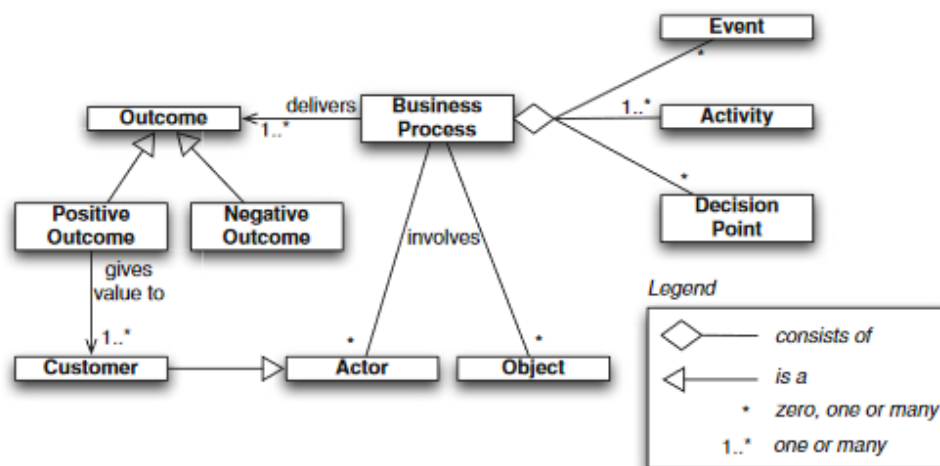 Event
*
delivers
Business
Process
Outcome
1..*
1..*
Activity
*
Positive
Outcome
Negative
Outcome
involves
Decision
Point
gives
value to
Legend
consists of
is a
1..*
*
*
Customer
Actor
Object
* zero, one or many
1..* one or many